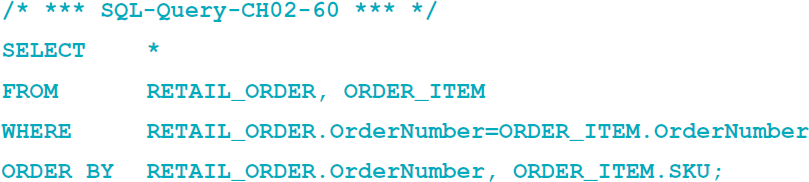 /* *** SQL-Query-CH02-60 *** */
SELECT *
FROM RETAIL_ORDER, ORDER_ITEM
WHERE RETAIL_ORDER.OrderNumber=ORDER_ITEM.OrderNumber
ORDER BY RETAIL_ORDER.OrderNumber, ORDER_ITEM.SKU;